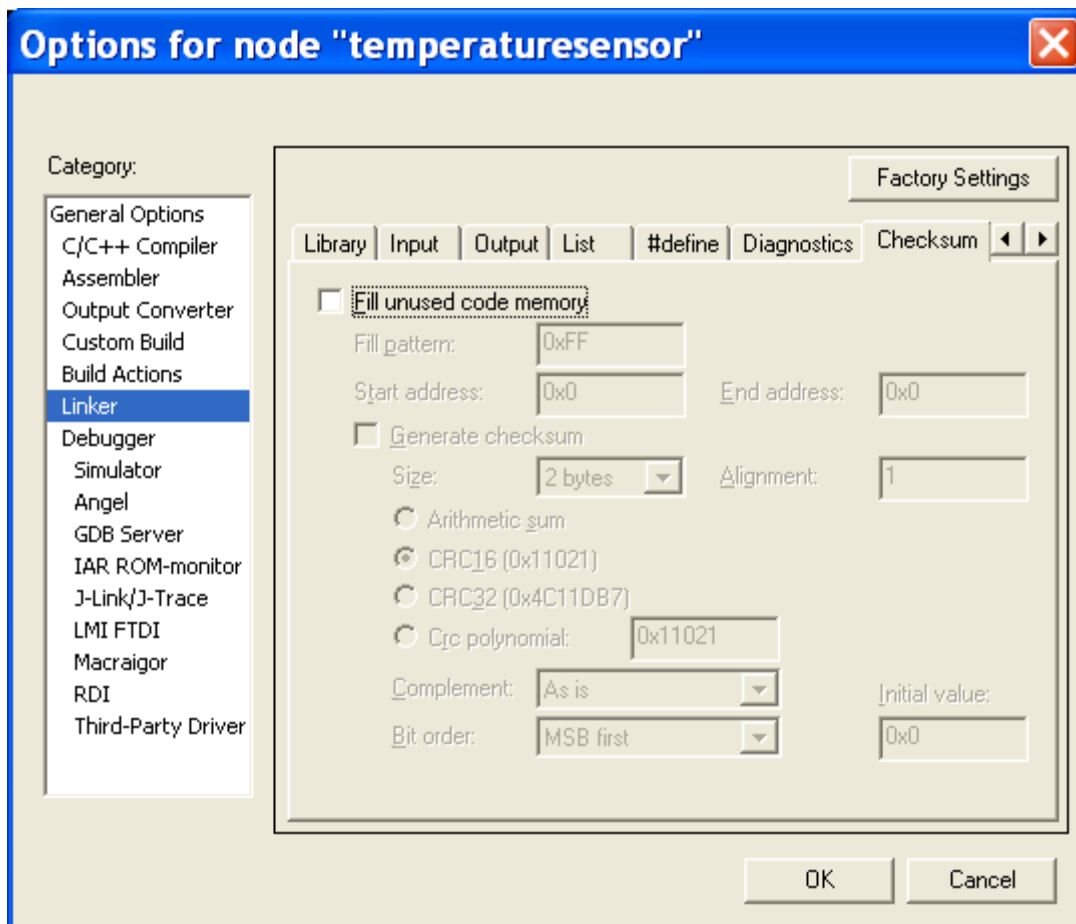 Options for node "temperaturesensor"
Category:
General Options
C/C++ Compiler
Assembler
Output Converter
Custom Build
Build Actions
Linker
Debugger
Simulator
Angel
GDB Server
IAR ROM-monitor
J-Link/J-Trace
LMI FTDI
Macraigor
RDI
Third-Party Driver
Factory Settings
Library Input Output List #define Diagnostics Checksum
Fill unused code memory
Fill pattern: 0xFF
Start address: 0x0 End address: 0x0
Generate checksum
Size: 2 bytes Alignment: 1
Arithmetic sum
CRC16 (0x11021)
CRC32 (0x4C11DB7)
Crc polynomial: 0x11021
Complement: As is Initial value:
Bit order: MSB first 0x0
OK Cancel